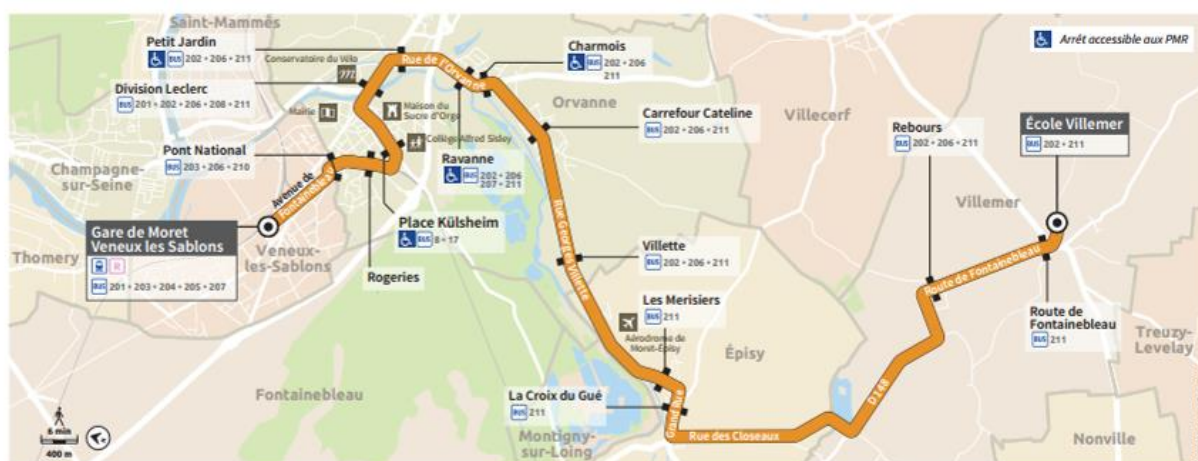 Saint-Mammès
Petit Jardin
BUS 202 • 206 • 211
Conservatoire du Vélo
Division Leclerc
BUS 201 • 202 • 206 • 208 • 211
Mairie
Maison du
Sucre d'Orge
Collège Alfred Sisley
Pont National
BUS 203 • 206 • 210
Champagne-
sur-Seine
Avenue de
Fontainebleau
Gare de Moret
Veneux les Sablons
R
BUS 201 • 203 • 204 • 205 • 207
Thomery
Veneux-
les-Sablons
Rogeries
Place Külsheim
BUS 8 • 17
Ravanne
BUS 202 • 206
207 • 211
Rue de l'Orvanne
Charmois
BUS 202 • 206
211
Orvanne
Carrefour Cateline
BUS 202 • 206 • 211
Rue Georges Villette
Villette
BUS 202 • 206 • 211
Les Merisiers
BUS 211
Aérodrome de
Moret-Épisy
Épisy
La Croix du Gué
BUS 211
Grand Rue
Rue des Closeaux
D 148
Montigny-
sur-Loing
Fontainebleau
6 min
400 m
Villecerf
Rebours
BUS 202 • 206 • 211
École Villemer
BUS 202 • 211
Villemer
Route de Fontainebleau
Route de
Fontainebleau
BUS 211
Treuzy-
Levelay
Nonville
Arrêt accessible aux PMR